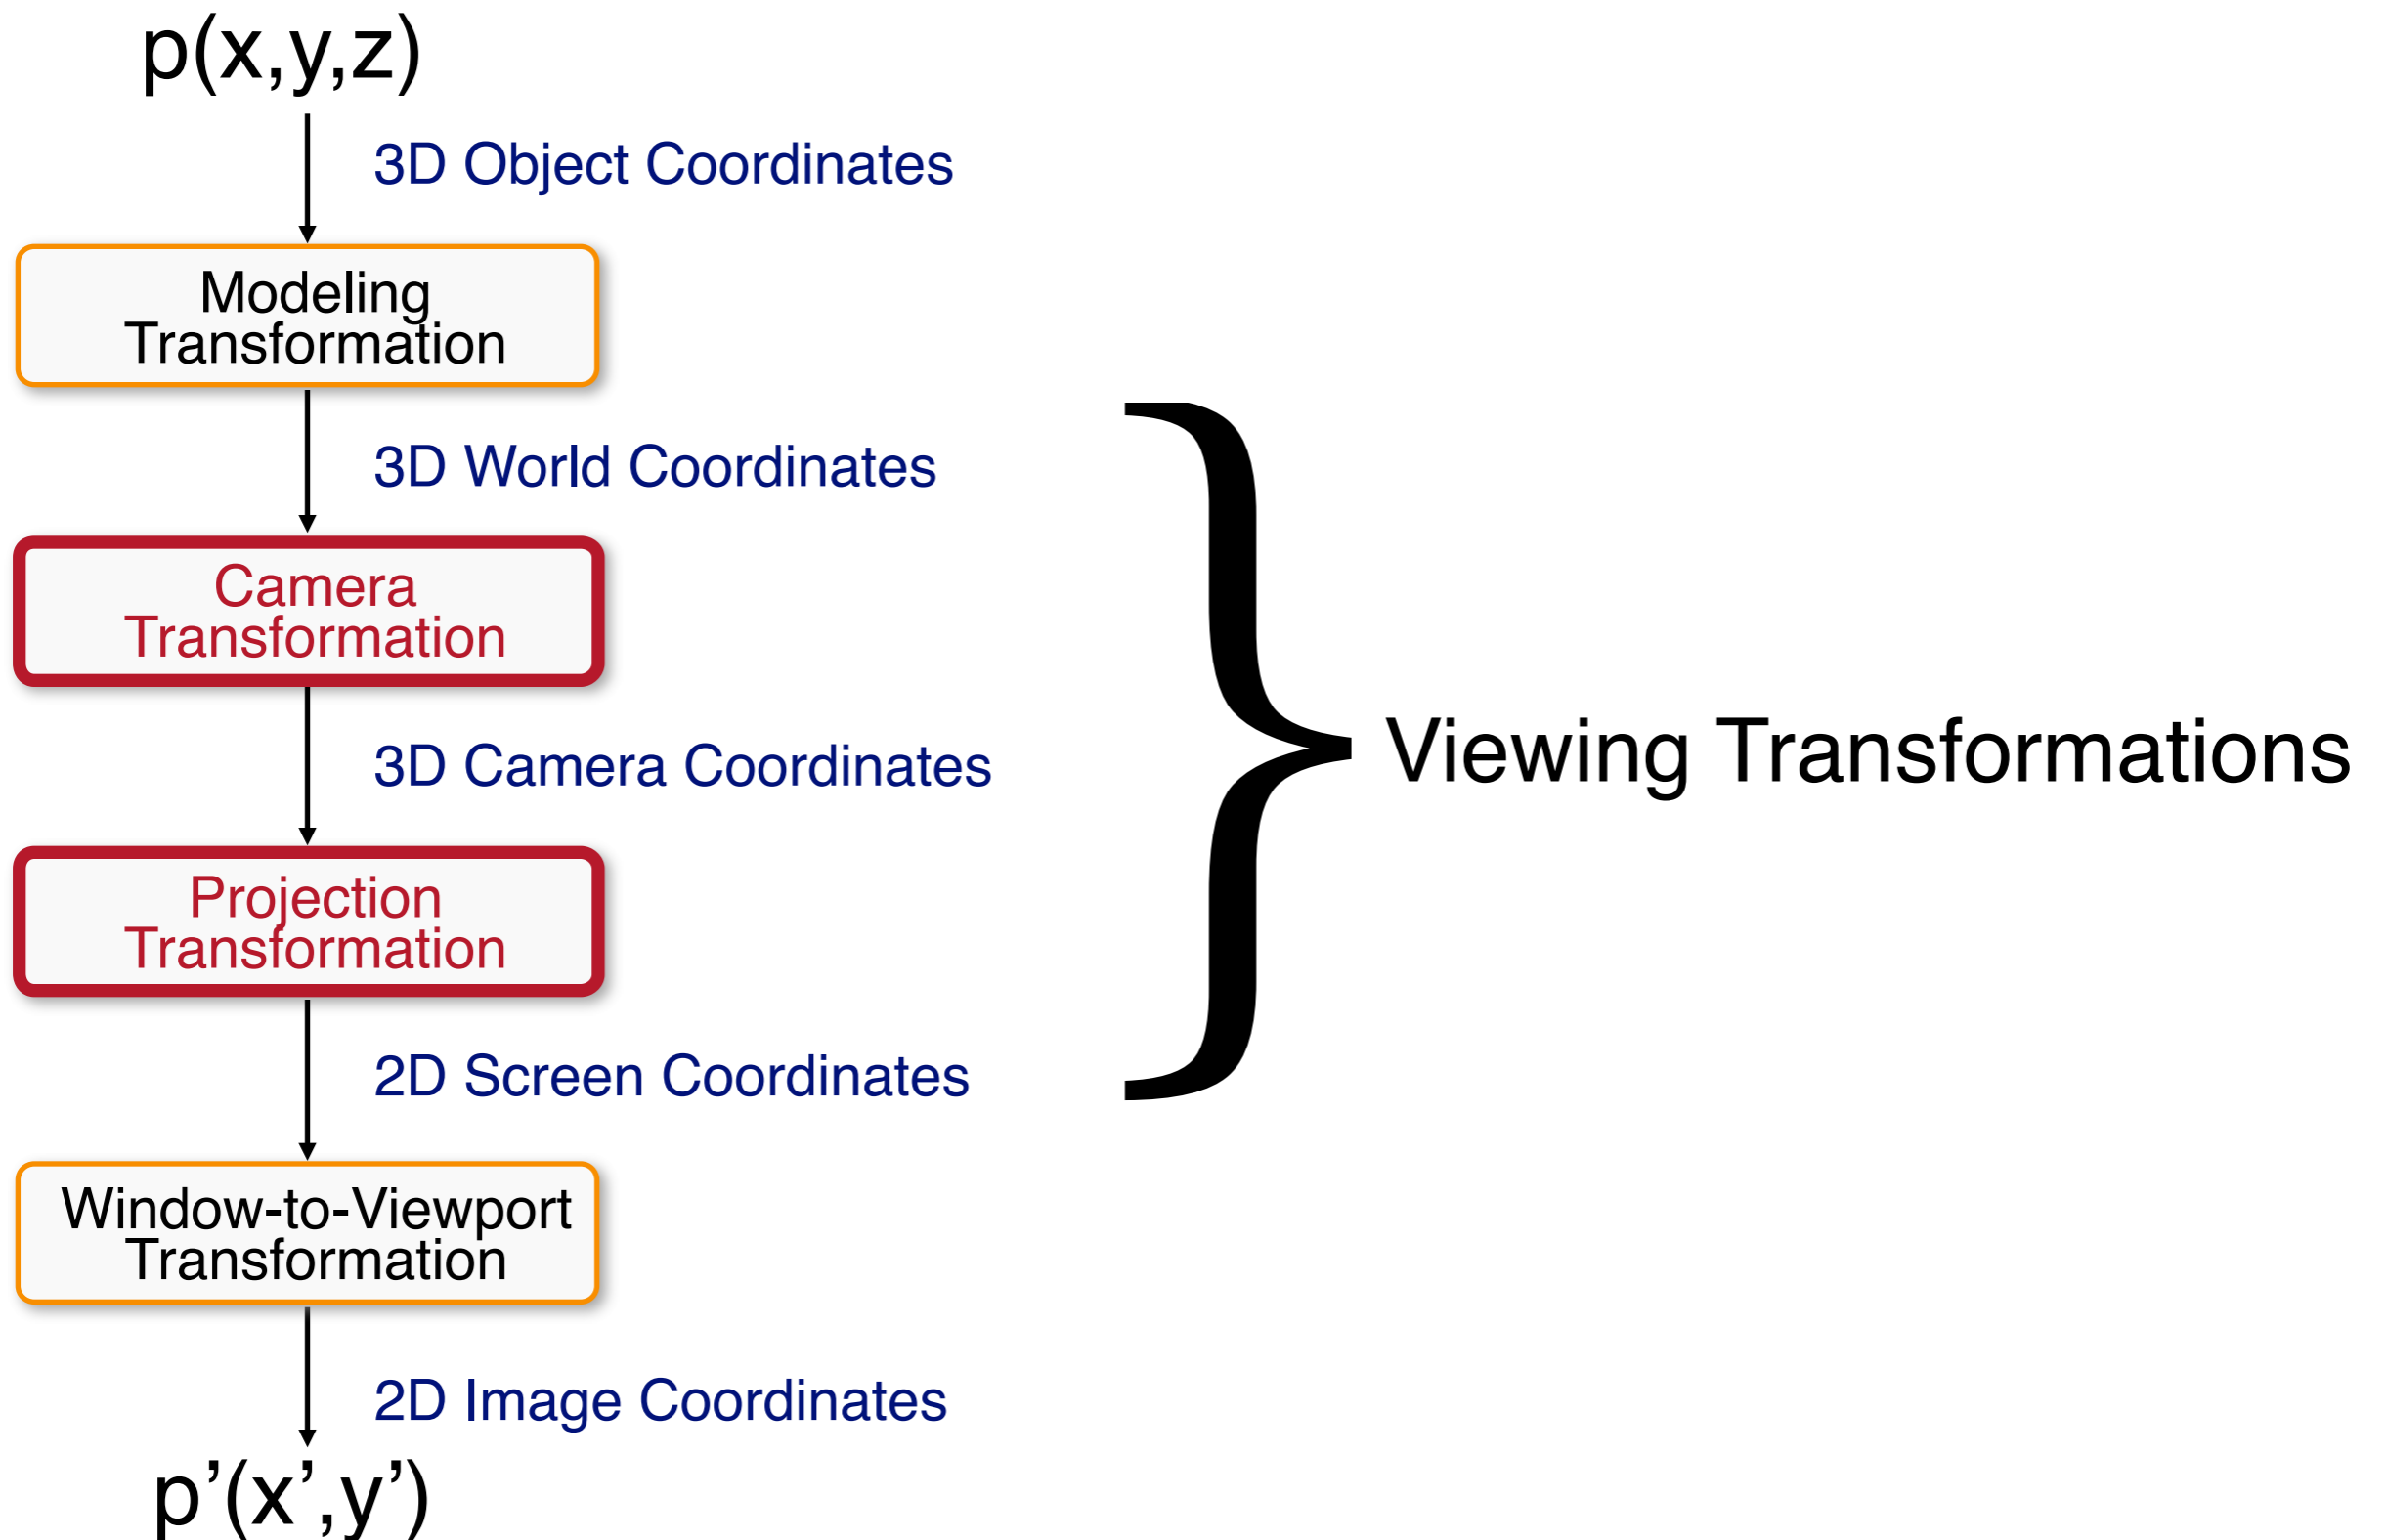 p(x,y,z)
3D Object Coordinates
Modeling
Transformation
3D World Coordinates
Camera
Transformation
3D Camera Coordinates
Viewing Transformations
Projection
Transformation
2D Screen Coordinates
Window-to-Viewport
Transformation
2D Image Coordinates
p’(x’,y’)